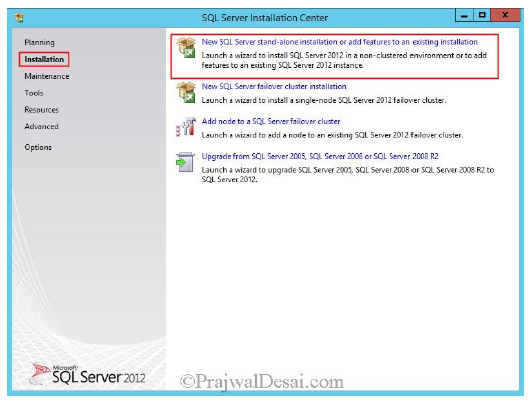 SQL Server Installation Center
Planning
Installation
Maintenance
Tools
Resources
Advanced
Options
New SQL Server stand-alone installation or add features to an existing installation
Launch a wizard to install SQL Server 2012 in a non-clustered environment or to add
features to an existing SQL Server 2012 instance.
New SQL Server failover cluster installation
Launch a wizard to install a single-node SQL Server 2012 failover cluster.
Add node to a SQL Server failover cluster
Launch a wizard to add a node to an existing SQL Server 2012 failover cluster.
Upgrade from SQL Server 2005, SQL Server 2008 or SQL Server 2008 R2
Launch a wizard to upgrade SQL Server 2005, SQL Server 2008 or SQL Server 2008 R2 to
SQL Server 2012.
Microsoft
SQL Server 2012
©PrajwalDesai.com